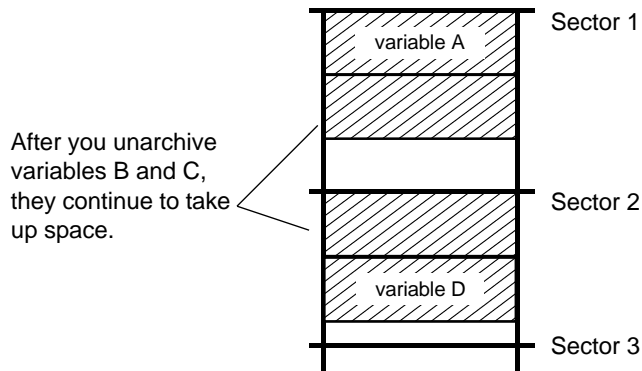 Sector 1
variable A
After you unarchive
variables B and C,
they continue to take
up space.
Sector 2
variable D
Sector 3